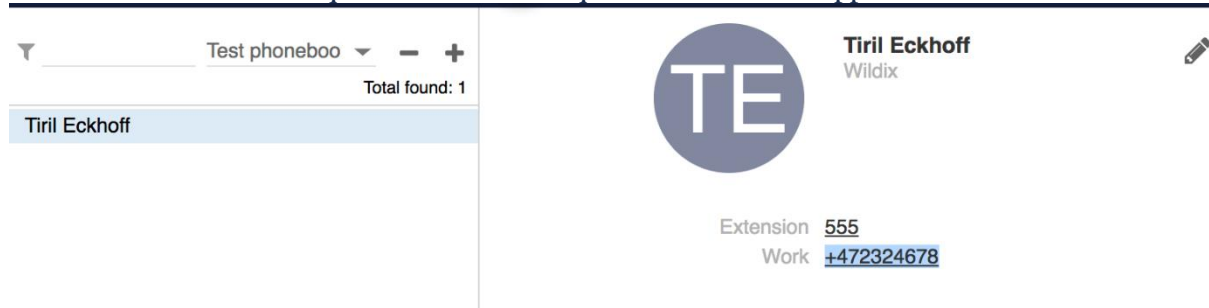 Test phoneboo
Total found: 1
Tiril Eckhoff
TE
Tiril Eckhoff
Wildix
Extension 555
Work +472324678